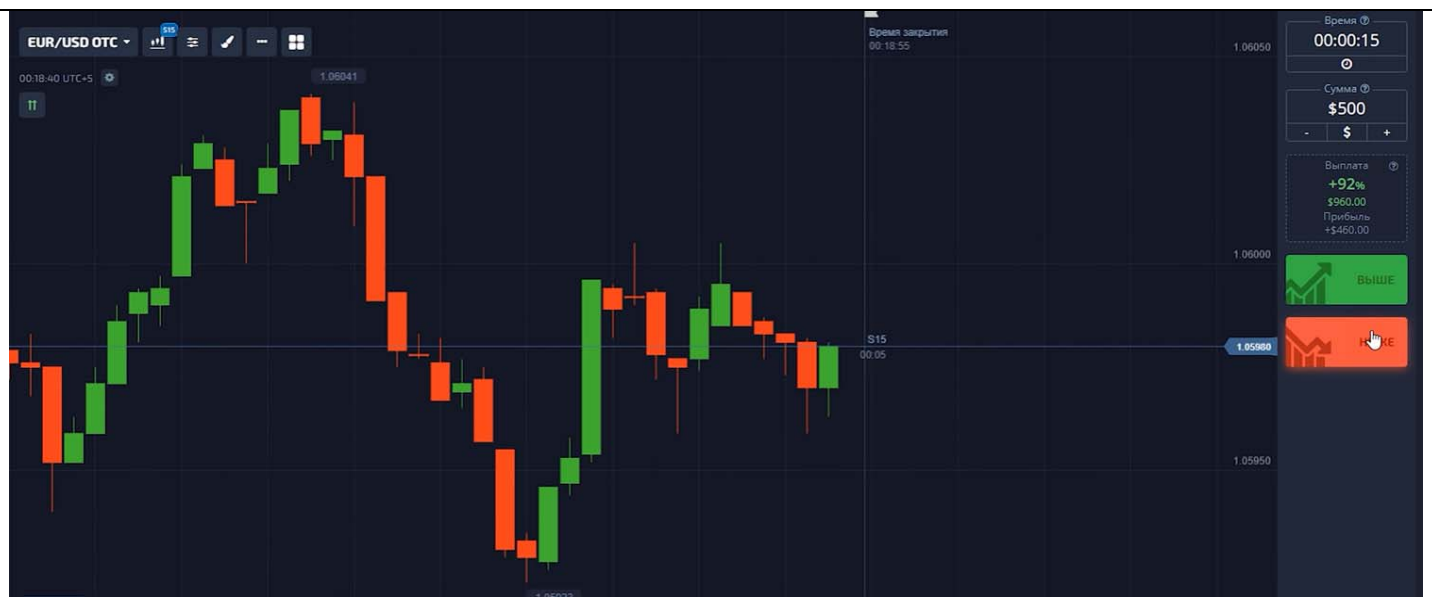 EUR/USD OTC
S15
00:18:40 UTC+5
1.06041
Время закрытия
00:18:55
1.06050
1.06000
S15
00:05
1.05980
1.05950
Время
00:00:15
Сумма
$500
- $ +
Выплата
+92%
$960.00
Прибыль
+$460.00
ВЫШЕ